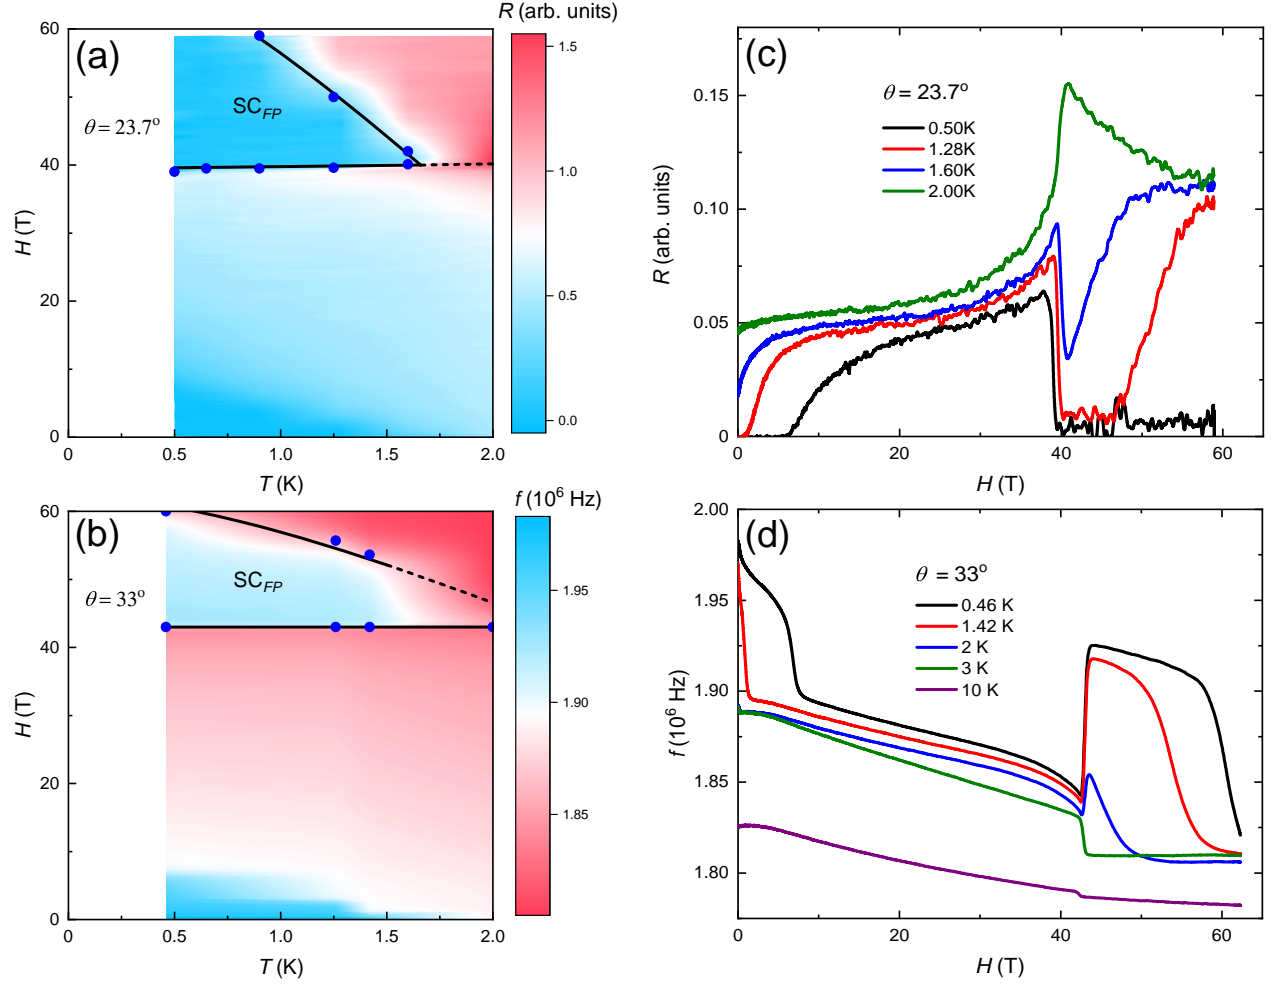 R (arb. units)
(a)
60
40
20
0
H (T)
θ = 23.7°
SC_FP
0 0.5 1.0 1.5 2.0
T (K)
1.5
1.0
0.5
0.0
(c)
0.15
0.10
0.05
0
R (arb. units)
θ = 23.7°
0.50K
1.28K
1.60K
2.00K
0 20 40 60
H (T)
f (10⁶ Hz)
(b)
60
40
20
0
H (T)
θ = 33°
SC_FP
0 0.5 1.0 1.5 2.0
T (K)
1.95
1.90
1.85
(d)
2.00
1.95
1.90
1.85
1.80
f (10⁶ Hz)
θ = 33°
0.46 K
1.42 K
2 K
3 K
10 K
0 20 40 60
H (T)